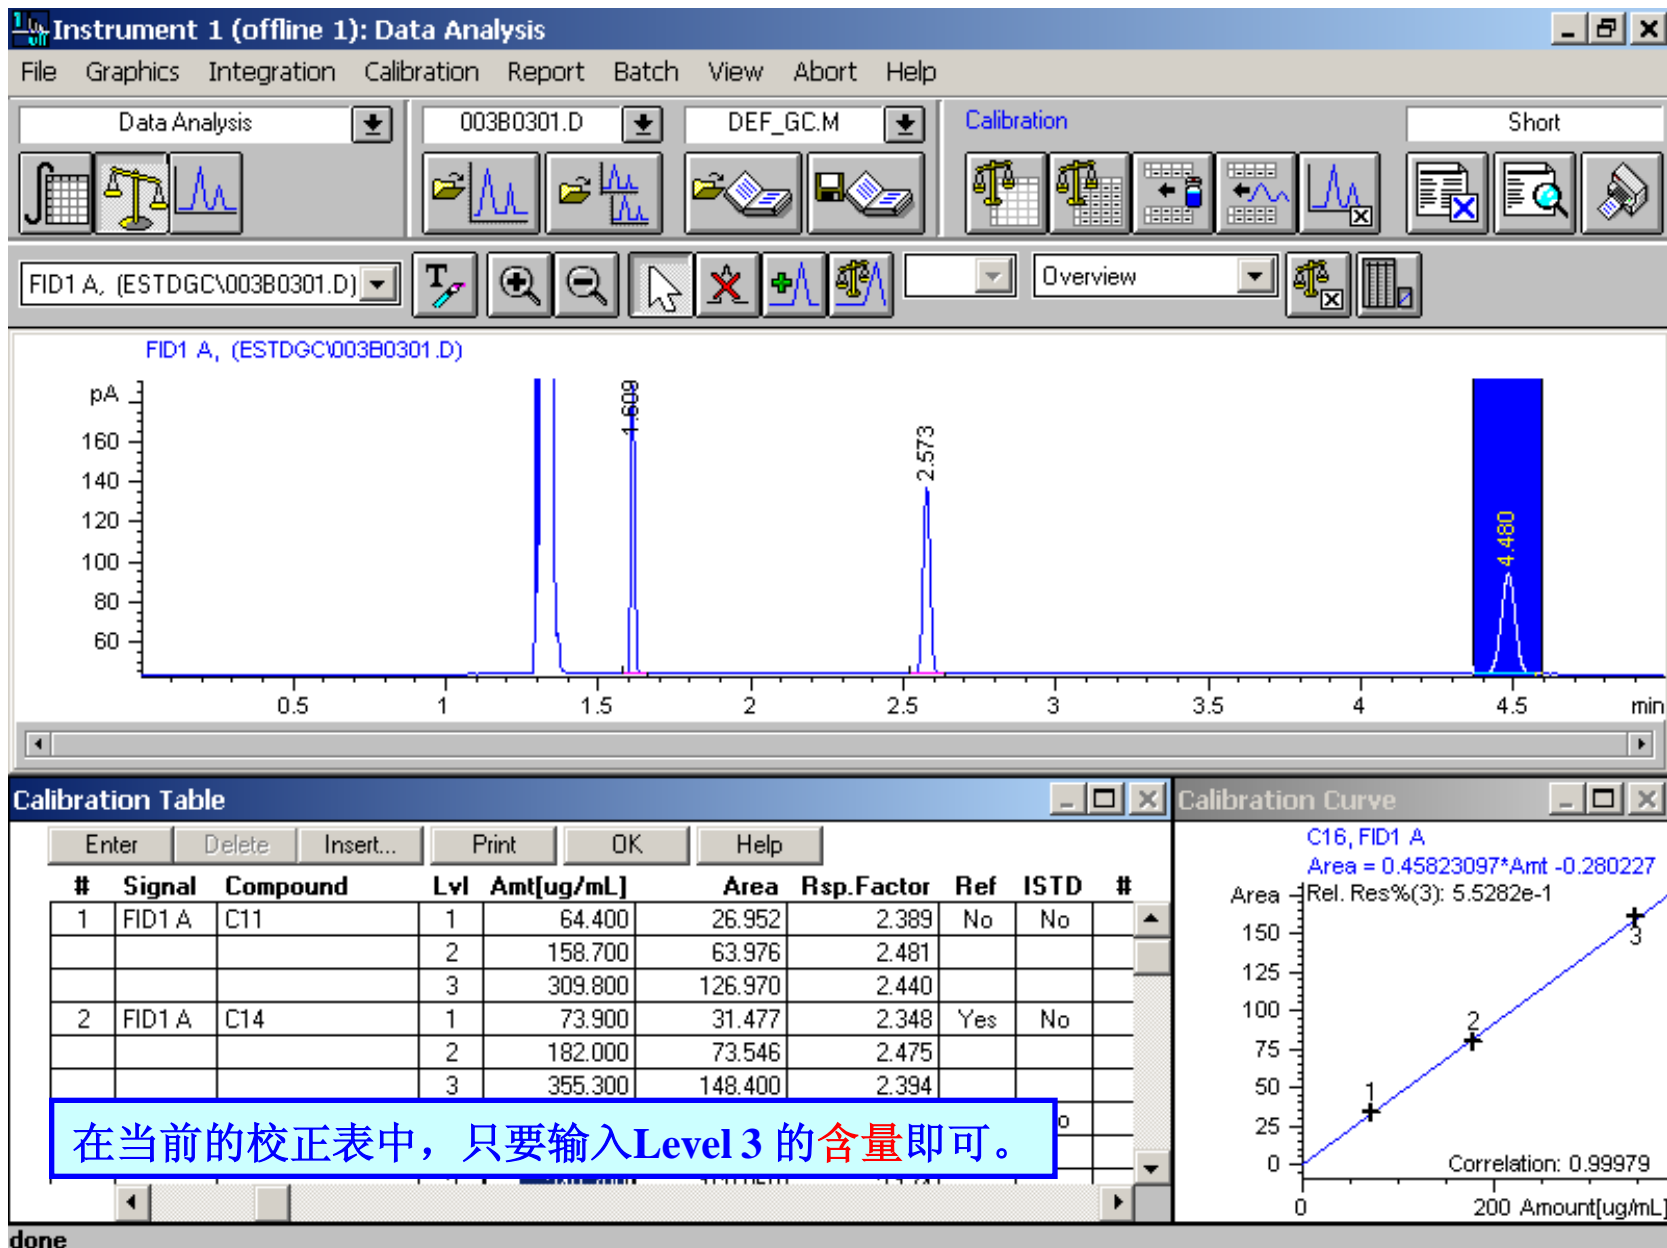 Instrument 1 (offline 1): Data Analysis
File Graphics Integration Calibration Report Batch View Abort Help
Data Analysis 003B0301.D DEF_GC.M Calibration Short
FID1 A, (ESTDGC\003B0301.D) Overview
FID1 A, (ESTDGC\003B0301.D)
pA
160
140
120
100
80
60
1.609
2.573
4.480
0.5 1 1.5 2 2.5 3 3.5 4 4.5 min
Calibration Table
Enter Delete Insert... Print OK Help
# Signal Compound Lvl Amt[ug/mL] Area Rsp.Factor Ref ISTD #
1 FID1 A C11 1 64.400 26.952 2.389 No No
2 158.700 63.976 2.481
3 309.800 126.970 2.440
2 FID1 A C14 1 73.900 31.477 2.348 Yes No
2 182.000 73.546 2.475
3 355.300 148.400 2.394
在当前的校正表中，只要输入Level 3 的含量即可。
Calibration Curve
C16, FID1 A
Area = 0.45823097*Amt -0.280227
Rel. Res%(3): 5.5282e-1
Area
150
125
100
75
50
25
0
1
2
3
Correlation: 0.99979
0 200 Amount[ug/mL]
done